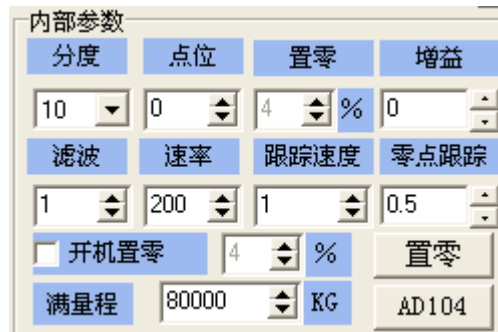 内部参数
分度 点位 置零 增益
10 0 4 % 0
滤波 速率 跟踪速度 零点跟踪
1 200 1 0.5
开机置零 4 % 置零
满量程 80000 KG AD104